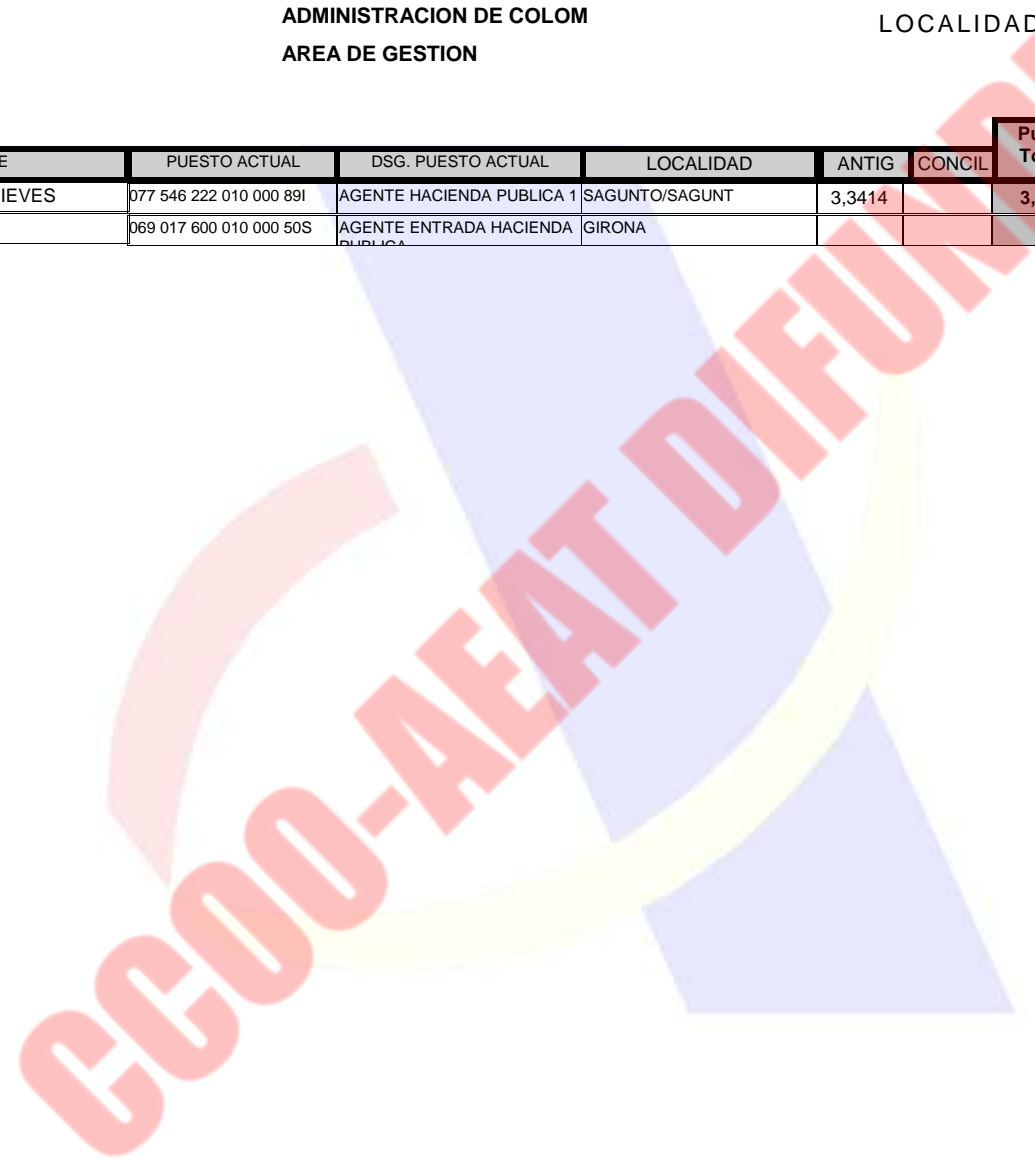 ADMINISTRACION DE COLOM
LOCALIDAD
AREA DE GESTION
E PUESTO ACTUAL DSG. PUESTO ACTUAL LOCALIDAD ANTIG CONCIL
IEVES 077 546 222 010 000 89I AGENTE HACIENDA PUBLICA 1 SAGUNTO/SAGUNT 3,3414 3,
069 017 600 010 000 50S AGENTE ENTRADA HACIENDA GIRONA
PUBLICA
CCOO-AEAT DIFUND